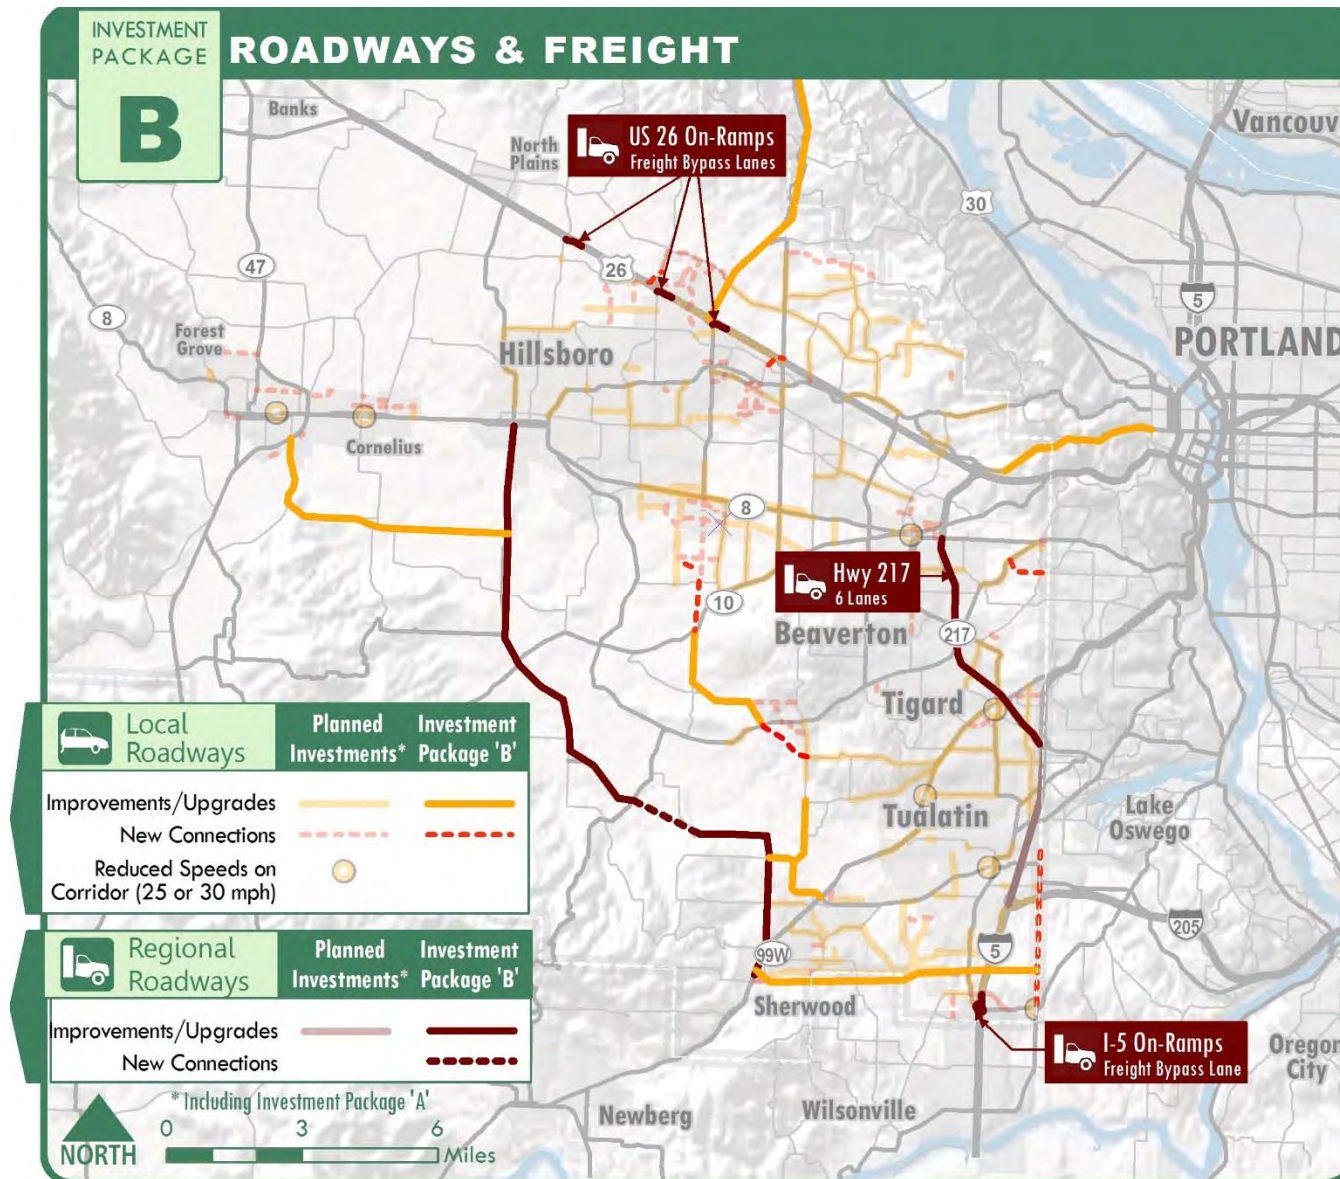 INVESTMENT
PACKAGE
B
ROADWAYS & FREIGHT
Banks
North
Plains
US 26 On-Ramps
Freight Bypass Lanes
Vancouv
30
47
26
5
8
Forest
Grove
Hillsboro
PORTLAND
Cornelius
8
Hwy 217
6 Lanes
10
Beaverton
217
Tigard
Local
Roadways
Planned
Investments*
Investment
Package 'B'
Improvements/Upgrades
New Connections
Reduced Speeds on
Corridor (25 or 30 mph)
Tualatin
Lake
Oswego
205
Regional
Roadways
Planned
Investments*
Investment
Package 'B'
Improvements/Upgrades
New Connections
99W
5
Sherwood
I-5 On-Ramps
Freight Bypass Lane
Oregon
City
* Including Investment Package 'A'
NORTH
0 3 6
Miles
Newberg
Wilsonville